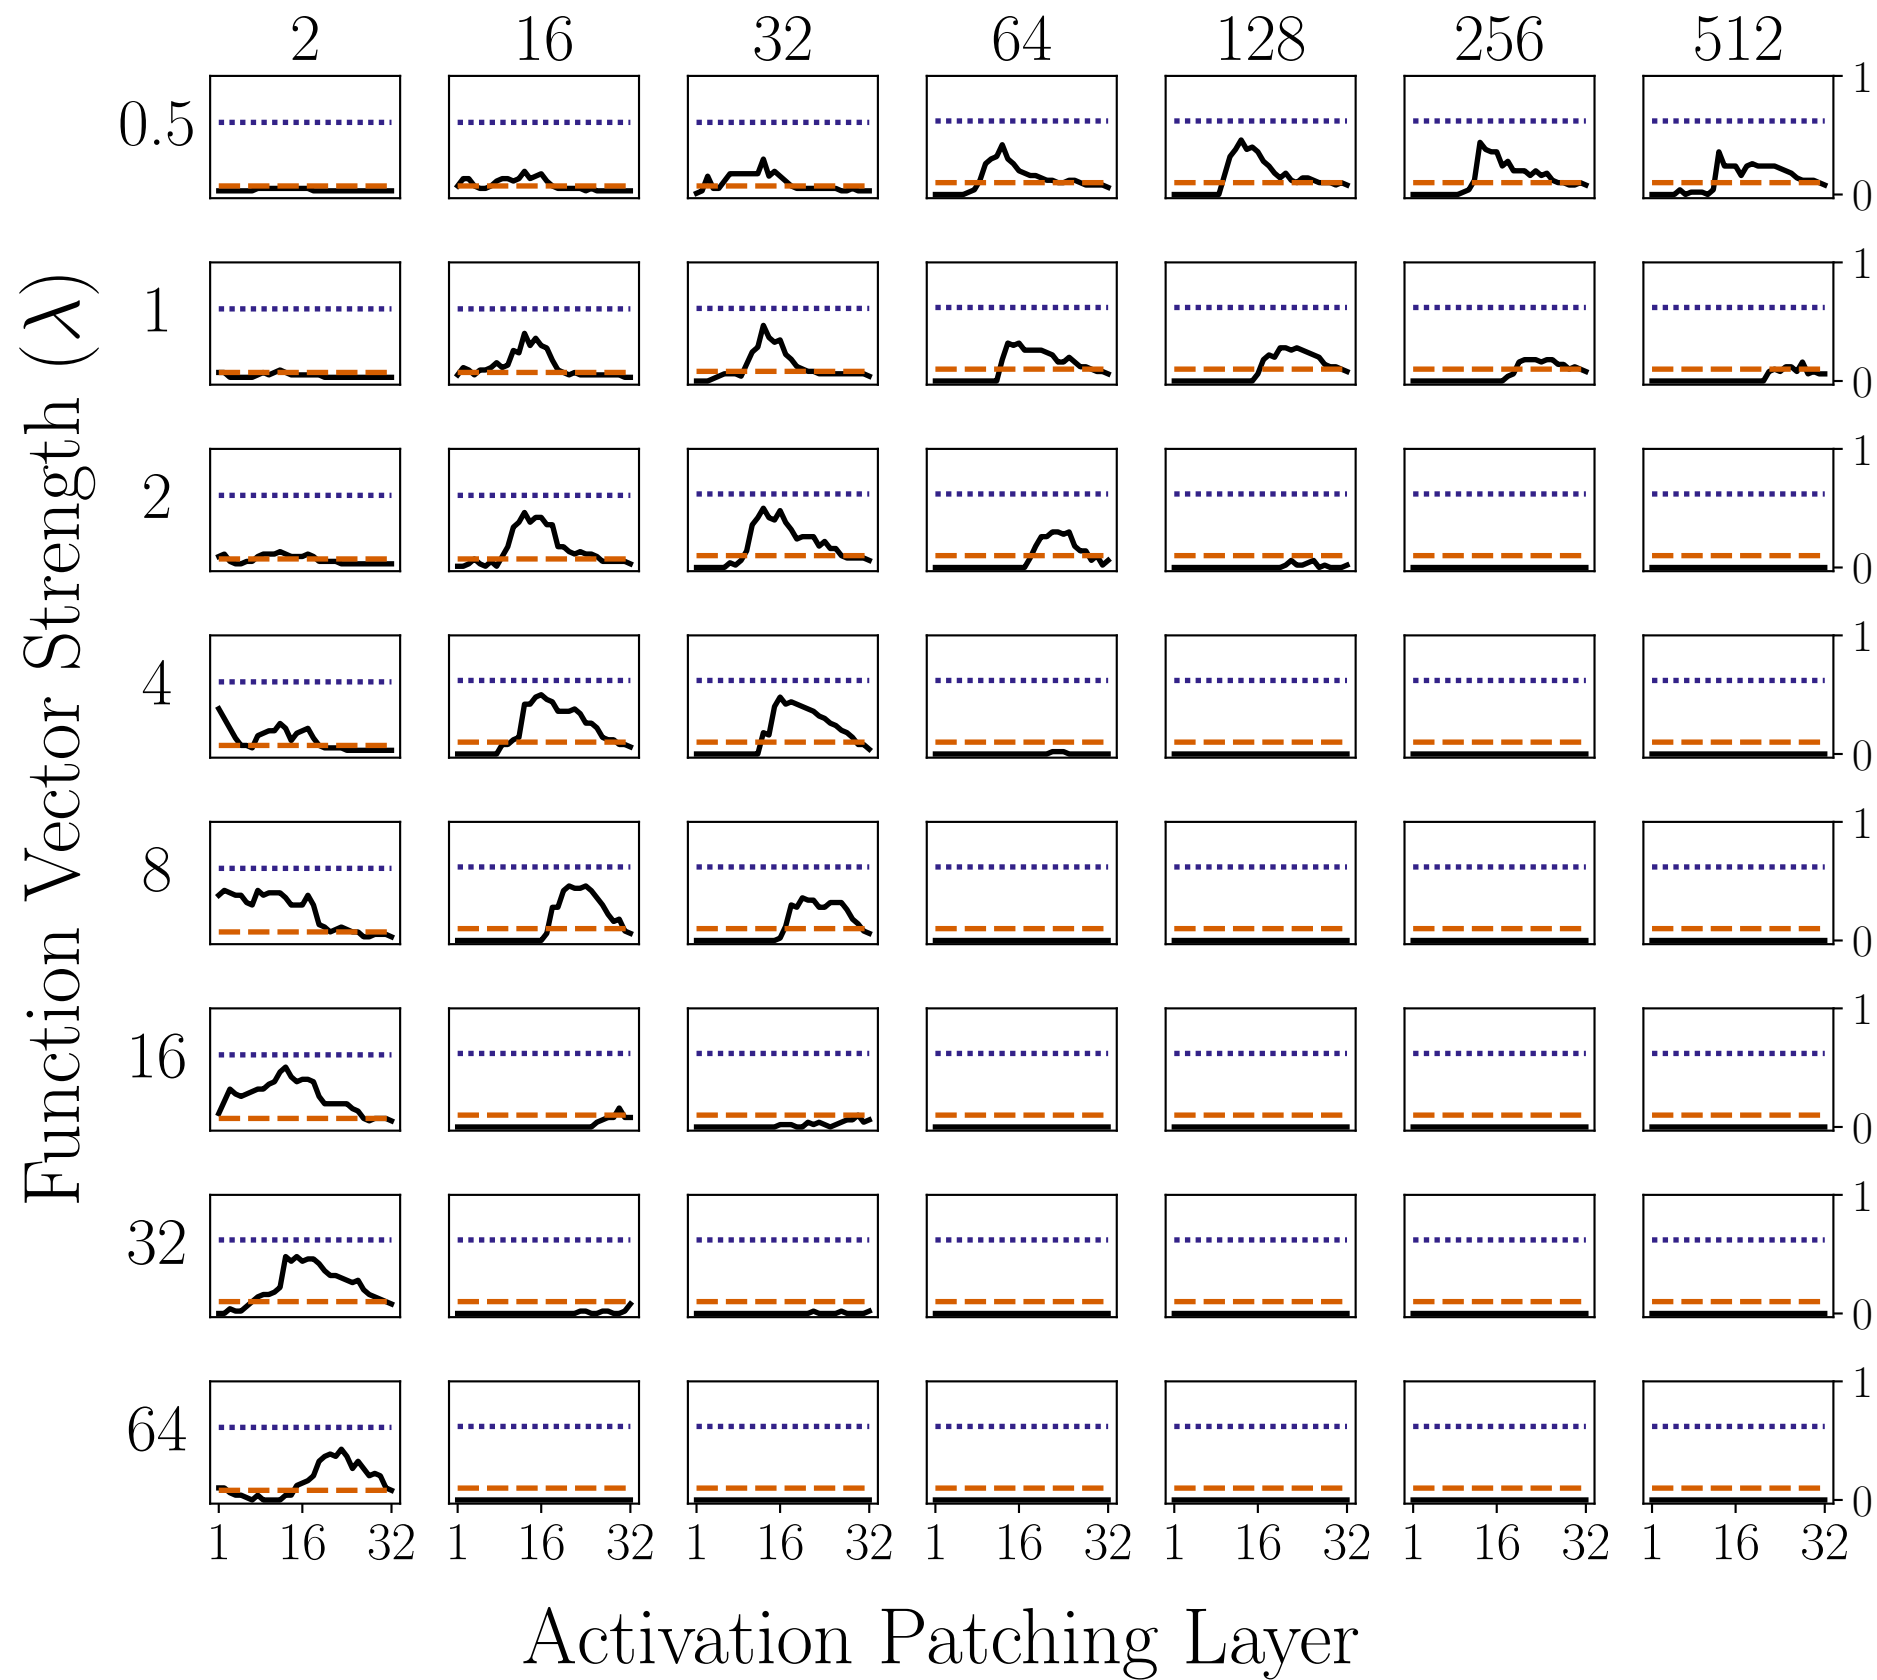 2 16 32 64 128 256 512
Function Vector Strength (λ)
0.5 1 0
1 1 0
2 1 0
4 1 0
8 1 0
16 1 0
32 1 0
64 1 0
1 16 32 1 16 32 1 16 32 1 16 32 1 16 32 1 16 32 1 16 32
Activation Patching Layer